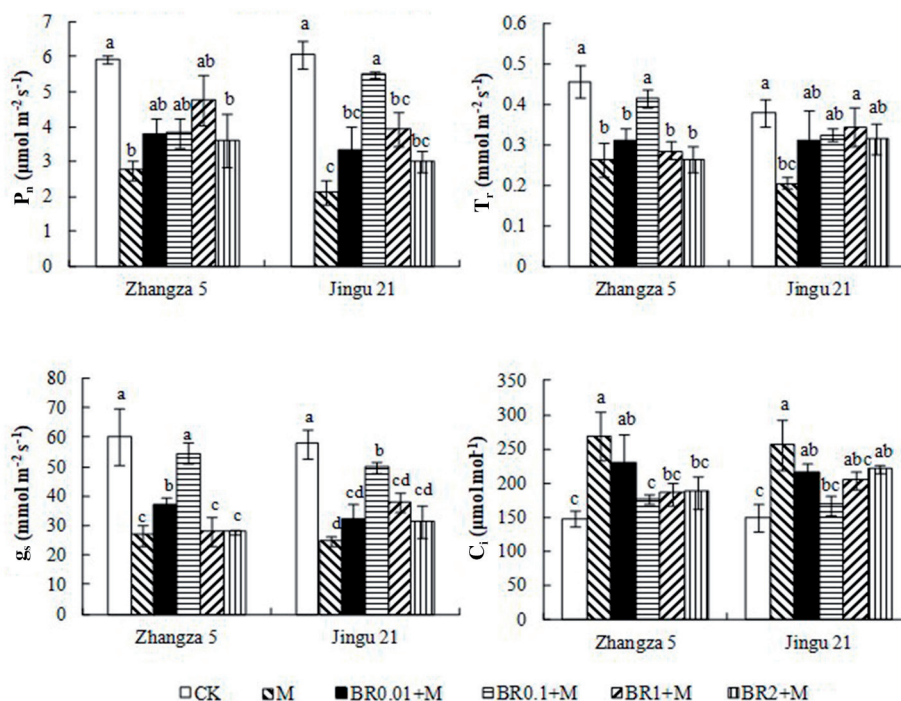 7
6
5
4
3
2
1
0
Pn (μmol m-2 s-1)
a
b
ab
ab
ab
b
a
c
bc
a
bc
bc
Zhangza 5
Jingu 21
0.6
0.5
0.4
0.3
0.2
0.1
0
Tr (mmol m-2 s-1)
a
b
b
a
b
b
a
bc
ab
ab
a
ab
Zhangza 5
Jingu 21
80
70
60
50
40
30
20
10
0
gs (mmol m-2 s-1)
a
c
b
a
c
c
a
d
cd
b
cd
cd
Zhangza 5
Jingu 21
350
300
250
200
150
100
50
0
Ci (μmol mol-1)
c
a
ab
c
bc
bc
c
a
ab
bc
abc
ab
Zhangza 5
Jingu 21
CK M BR0.01+M BR0.1+M BR1+M BR2+M